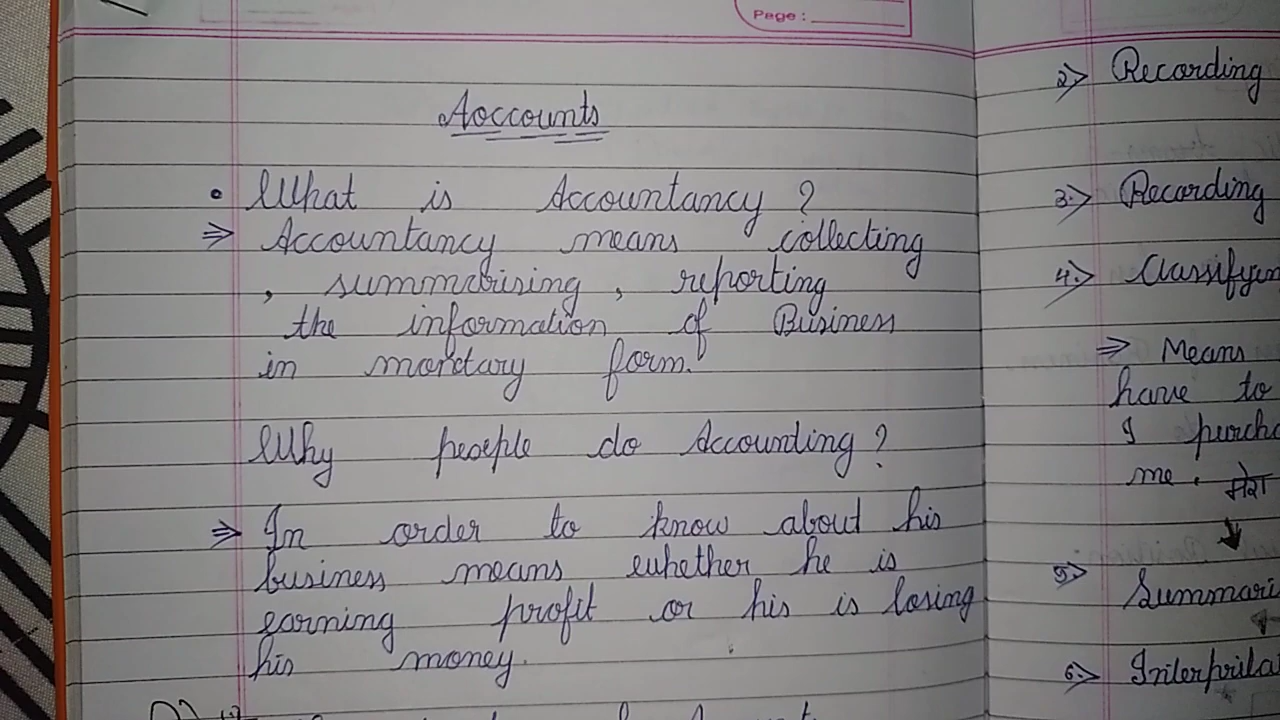 Page :
Accounts
• What is Accountancy ?
⇒ Accountancy means collecting
, summarising , reporting
the information of Business
in monetary form.
Why people do Accounting ?
⇒ In order to know about his
business means whether he is
earning profit or his is losing
his money.
2⇒ Recording
3⇒ Recording
4⇒ Classifyin
⇒ Means
have to
I purcha
me .
5⇒ Summari
6⇒